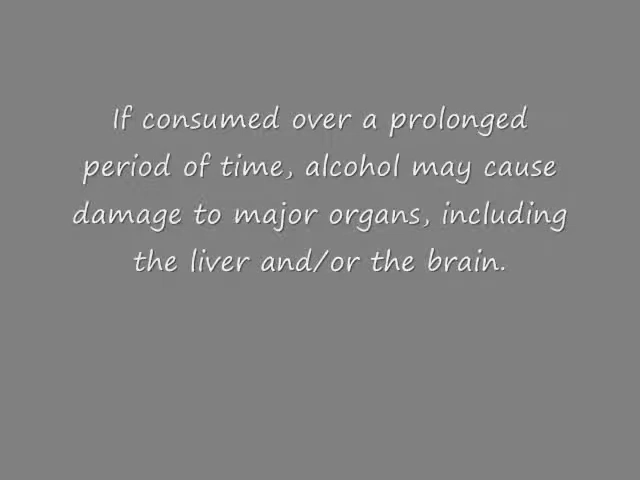 If consumed over a prolonged
period of time, alcohol may cause
damage to major organs, including
the liver and/or the brain.